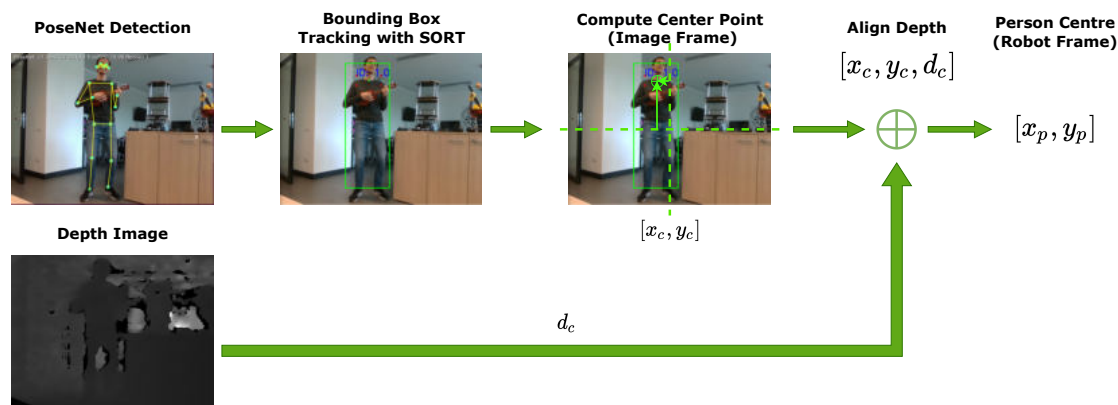 PoseNet Detection
Bounding Box
Tracking with SORT
Compute Center Point
(Image Frame)
Align Depth
Person Centre
(Robot Frame)
[x_c, y_c, d_c]
[x_p, y_p]
[x_c, y_c]
Depth Image
d_c